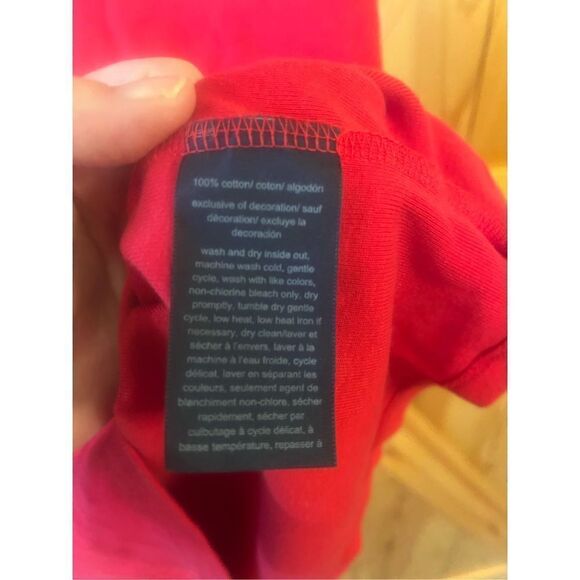 100% cotton/ coton/ algodón
exclusive of decoration/ sauf
décoration/ excluye la
decoración
wash and dry inside out,
machine wash cold, gentle
cycle, wash with like colors,
non-chlorine bleach only, dry
promptly, tumble dry gentle
cycle, low heat, low heat iron if
necessary, dry clean/laver et
sécher à l'envers, laver à la
machine à l'eau froide, cycle
délicat, laver en séparant les
couleurs, seulement agent de
blanchiment non-chlore, sécher
rapidement, sécher par
culbutage à cycle délicat, à
basse température, repasser à